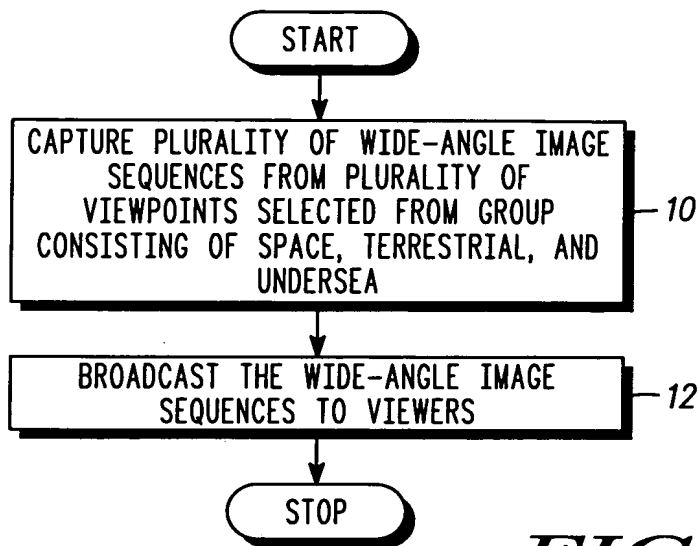 START
CAPTURE PLURALITY OF WIDE-ANGLE IMAGE
SEQUENCES FROM PLURALITY OF
VIEWPOINTS SELECTED FROM GROUP
CONSISTING OF SPACE, TERRESTRIAL, AND
UNDERSEA
10
BROADCAST THE WIDE-ANGLE IMAGE
SEQUENCES TO VIEWERS
12
STOP